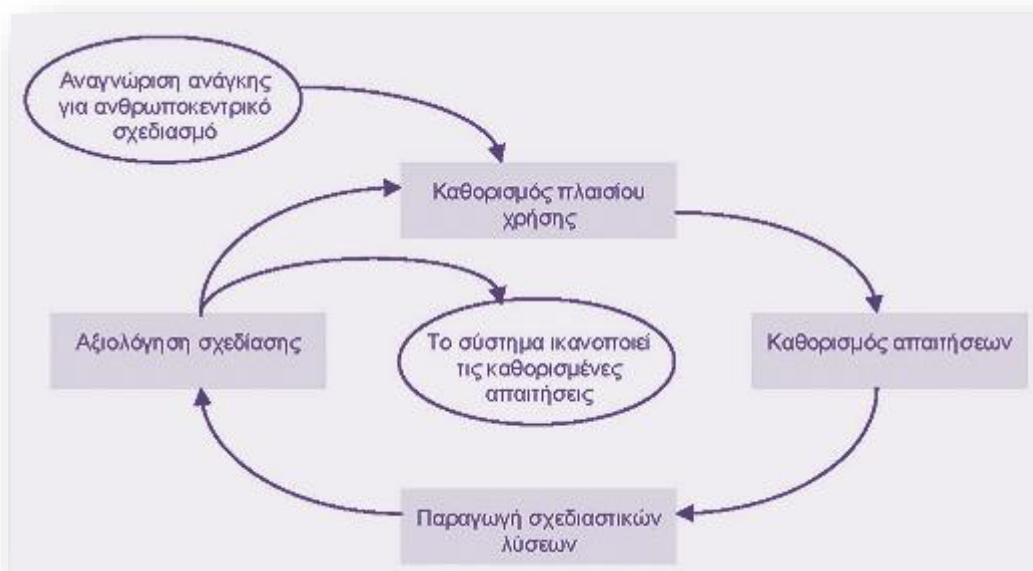 Αναγνώριση ανάγκης
για ανθρωποκεντρικό
σχεδιασμό
Καθορισμός πλαισίου
χρήσης
Αξιολόγηση σχεδίασης
Το σύστημα ικανοποιεί
τις καθορισμένες
απαιτήσεις
Καθορισμός απαιτήσεων
Παραγωγή σχεδιαστικών
λύσεων